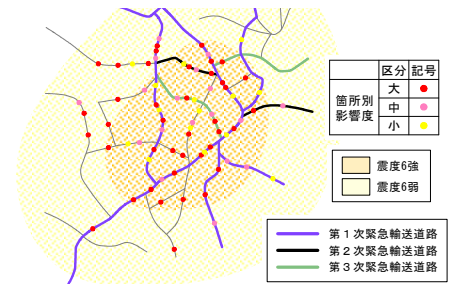 区分 記号
箇所別
影響度
大
中
小
震度6強
震度6弱
第１次緊急輸送道路
第２次緊急輸送道路
第３次緊急輸送道路